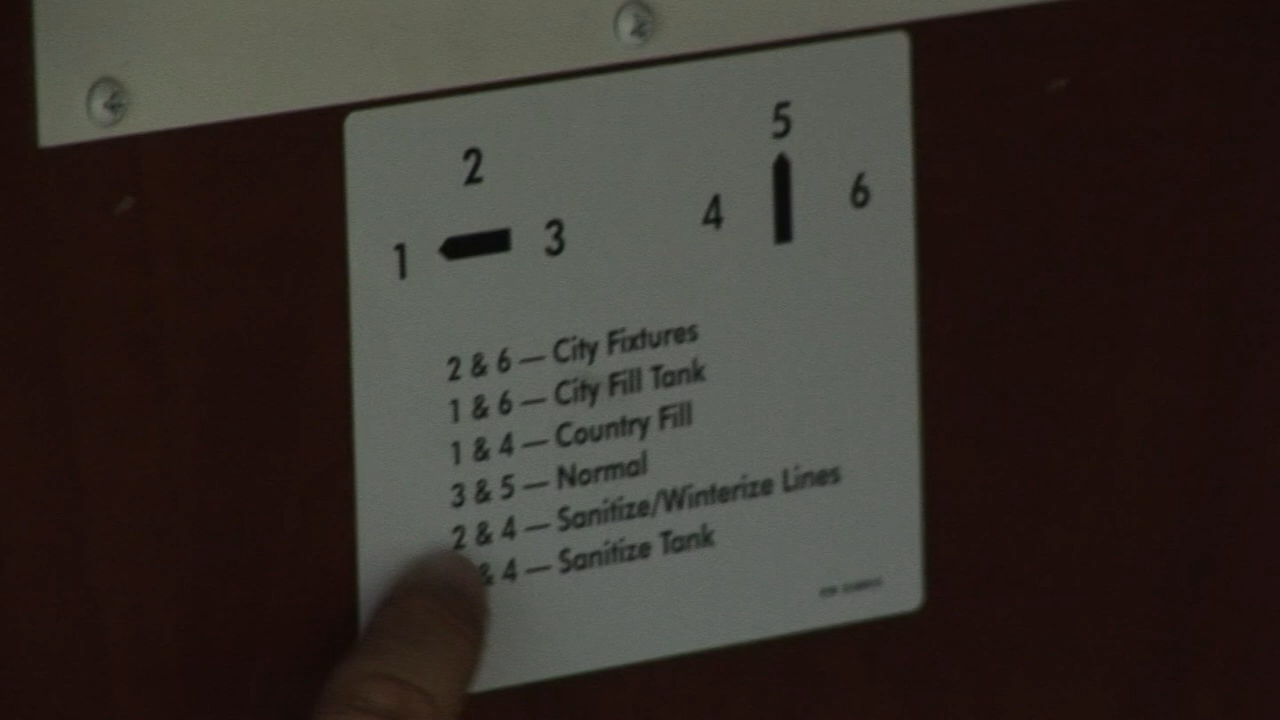 2
5
1
3
4
6
2 & 6 — City Fixtures
1 & 6 — City Fill Tank
1 & 4 — Country Fill
3 & 5 — Normal
2 & 4 — Sanitize/Winterize Lines
& 4 — Sanitize Tank